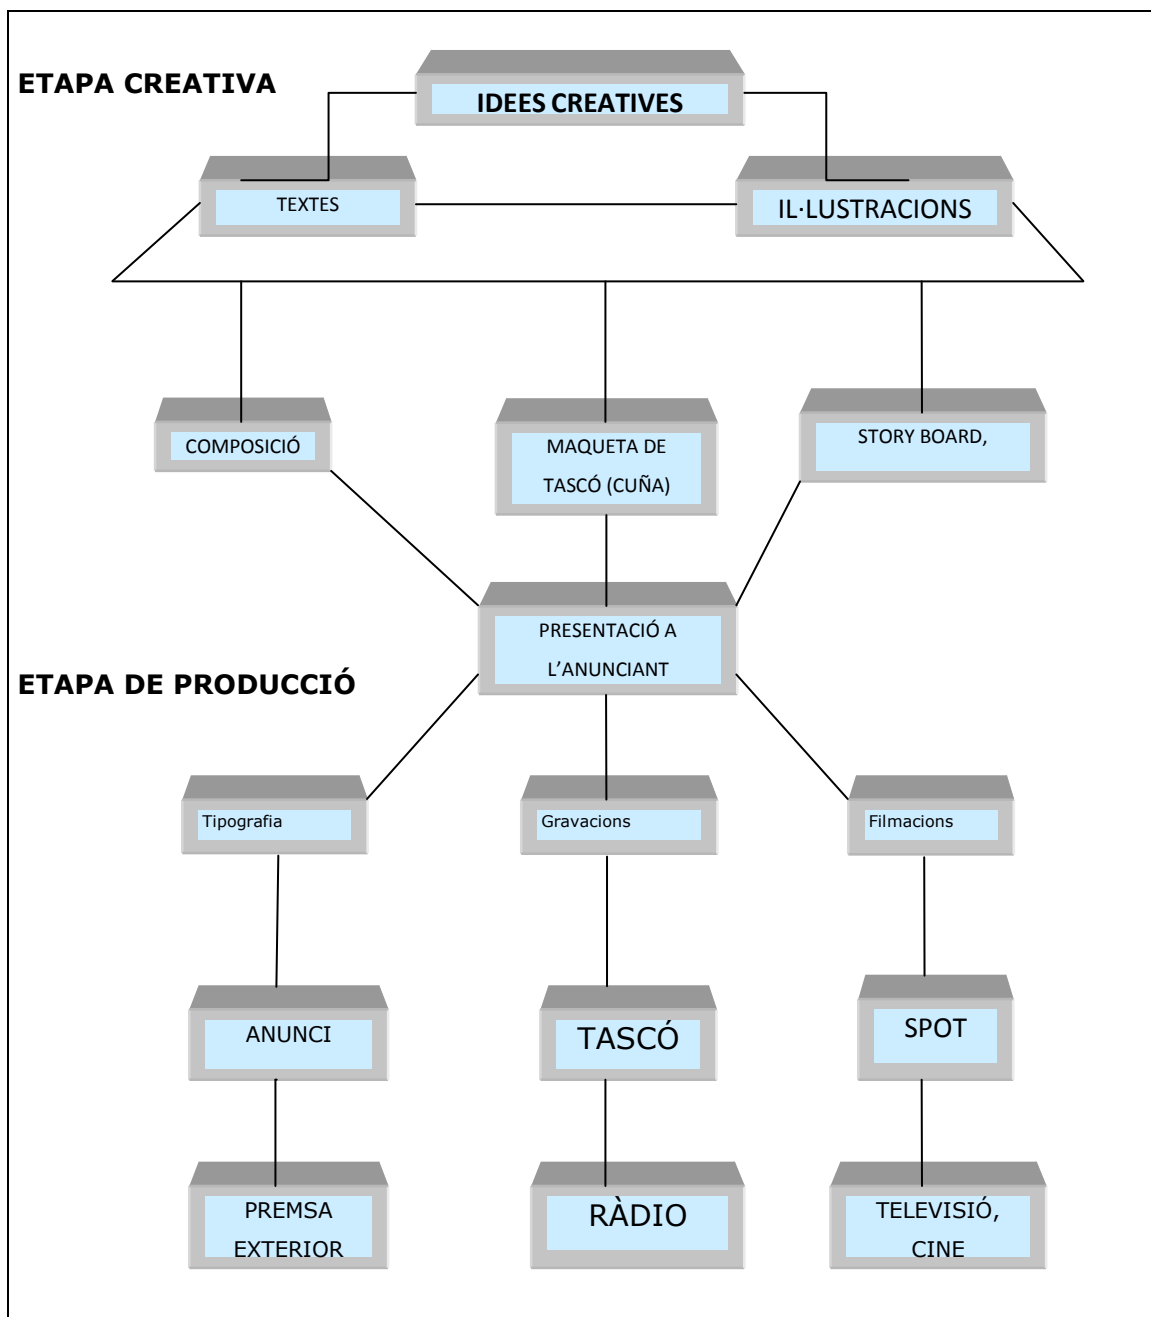 ETAPA CREATIVA
IDEES CREATIVES
TEXTES
IL·LUSTRACIONS
COMPOSICIÓ
MAQUETA DE
TASCÓ (CUÑA)
STORY BOARD,
PRESENTACIÓ A
L’ANUNCIANT
ETAPA DE PRODUCCIÓ
Tipografia
Gravacions
Filmacions
ANUNCI
TASCÓ
SPOT
PREMSA
EXTERIOR
RÀDIO
TELEVISIÓ,
CINE